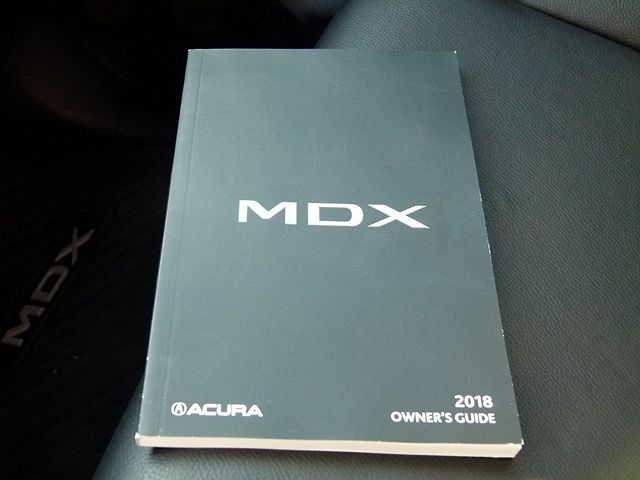 MDX
MDX
ACURA
2018
OWNER'S GUIDE